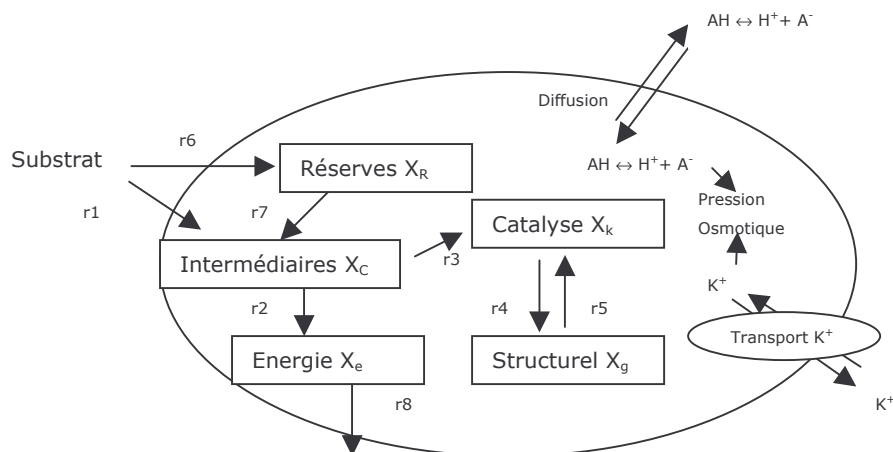 AH ↔ H⁺+ A⁻
Diffusion
r6
Substrat
Réserves X_R
AH ↔ H⁺+ A⁻
r1
r7
Pression
Osmotique
Catalyse X_k
Intermédiaires X_C
r3
K⁺
r2
r4
r5
Transport K⁺
Energie X_e
Structurel X_g
r8
K⁺